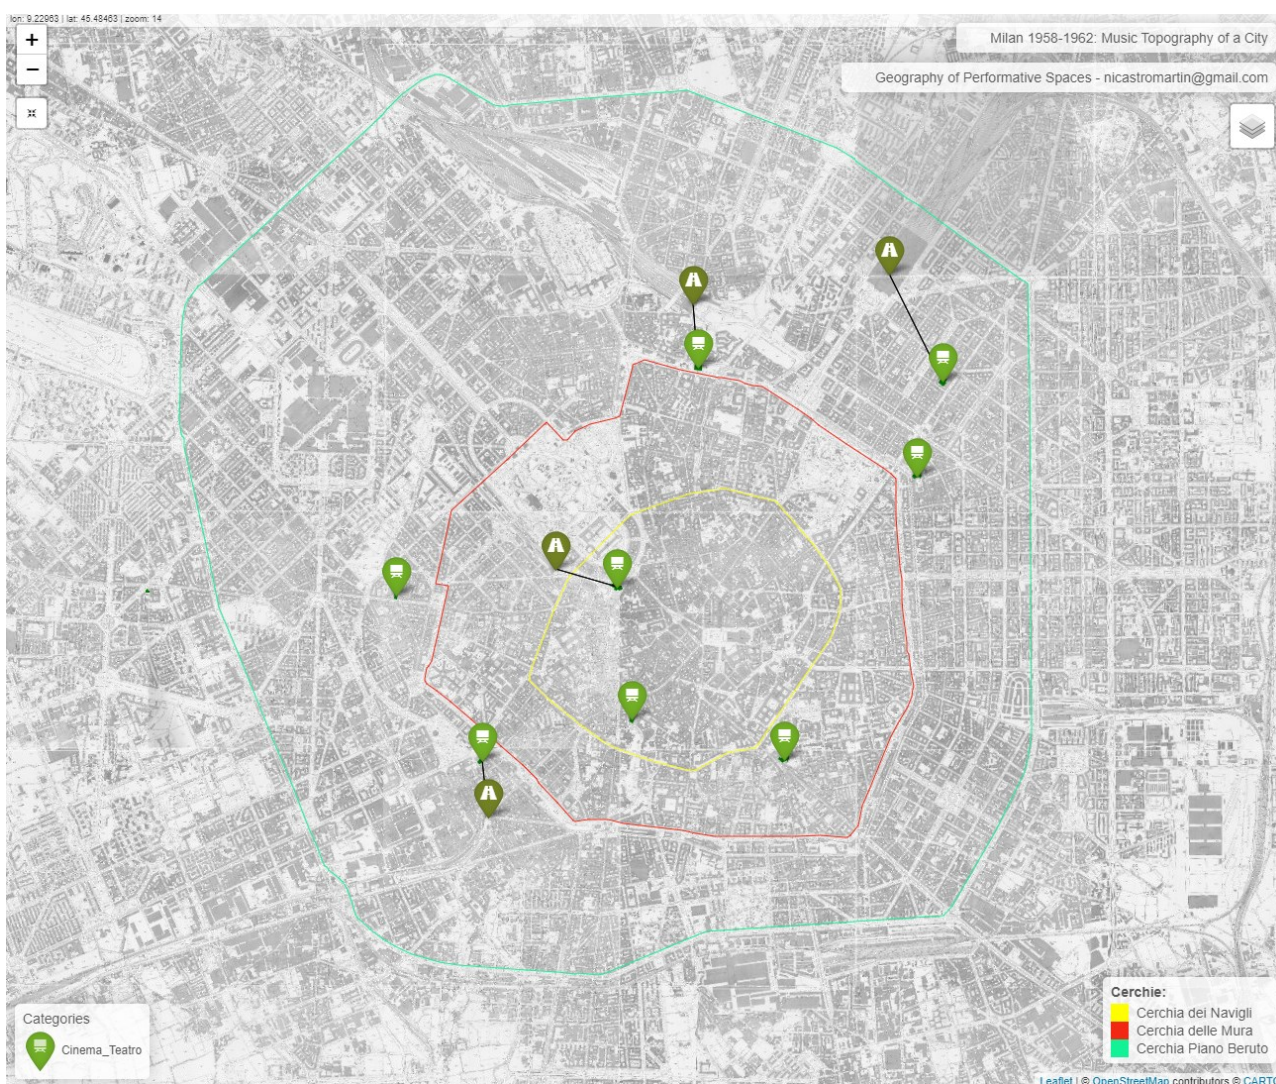 lon: 9.22963 | lat: 45.48463 | zoom: 14
+
−
Milan 1958-1962: Music Topography of a City
Geography of Performative Spaces - nicastromartin@gmail.com
Categories
Cinema_Teatro
Cerchie:
Cerchia dei Navigli
Cerchia delle Mura
Cerchia Piano Beruto
Leaflet | © OpenStreetMap contributors © CARTO